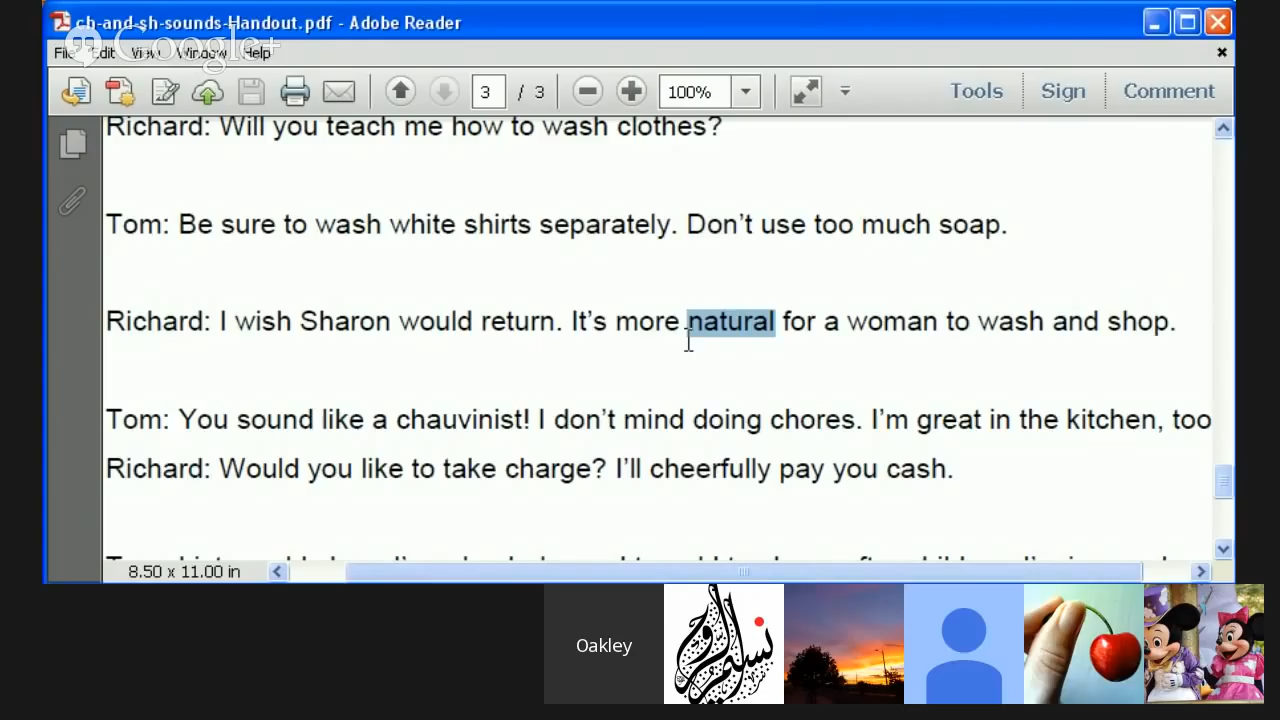 ch-and-sh-sounds-Handout.pdf - Adobe Reader
Google+
File Edit View Window Help
3 / 3 100% Tools Sign Comment
Richard: Will you teach me how to wash clothes?
Tom: Be sure to wash white shirts separately. Don’t use too much soap.
Richard: I wish Sharon would return. It’s more natural for a woman to wash and shop.
Tom: You sound like a chauvinist! I don’t mind doing chores. I’m great in the kitchen, too
Richard: Would you like to take charge? I’ll cheerfully pay you cash.
8.50 x 11.00 in
Oakley